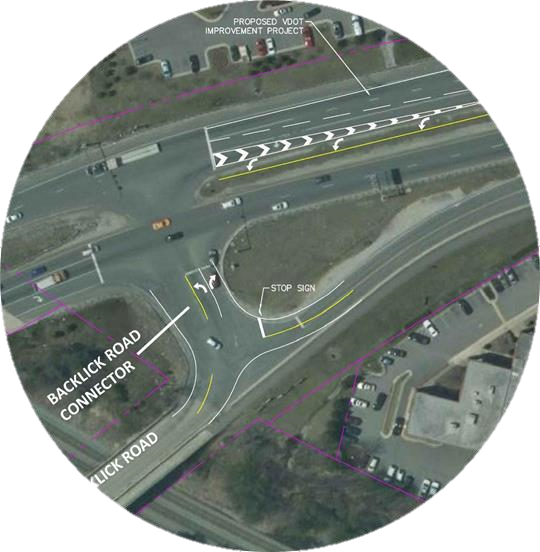 PROPOSED VDOT
IMPROVEMENT PROJECT
STOP SIGN
BACKLICK ROAD
CONNECTOR
KLICK ROAD